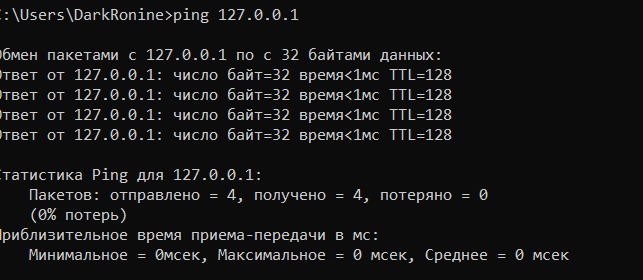 C:\Users\DarkRonine>ping 127.0.0.1
Обмен пакетами с 127.0.0.1 по с 32 байтами данных:
Ответ от 127.0.0.1: число байт=32 время<1мс TTL=128
Ответ от 127.0.0.1: число байт=32 время<1мс TTL=128
Ответ от 127.0.0.1: число байт=32 время<1мс TTL=128
Ответ от 127.0.0.1: число байт=32 время<1мс TTL=128
Статистика Ping для 127.0.0.1:
Пакетов: отправлено = 4, получено = 4, потеряно = 0
(0% потерь)
Приблизительное время приема-передачи в мс:
Минимальное = 0мсек, Максимальное = 0 мсек, Среднее = 0 мсек